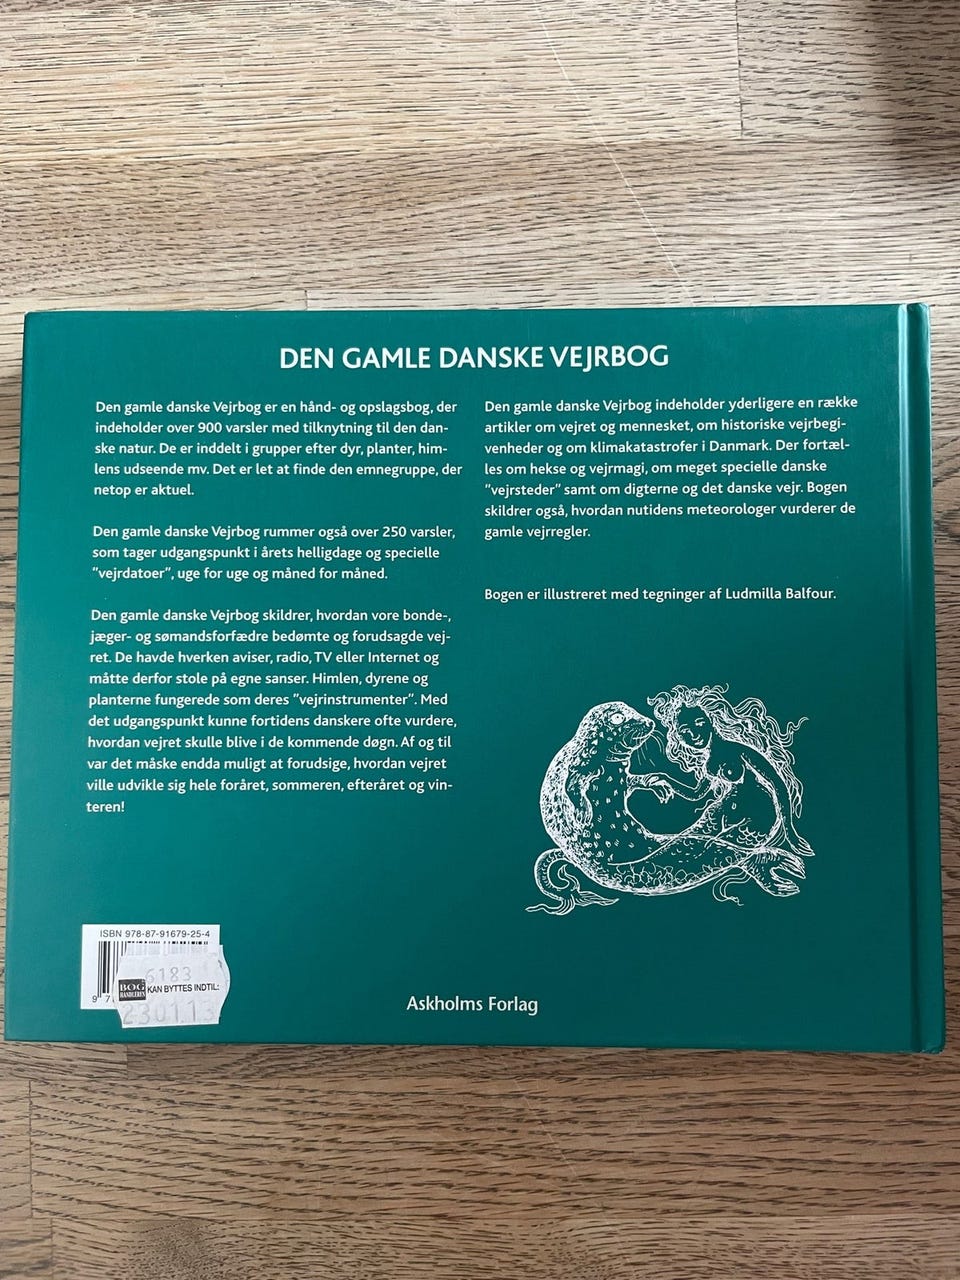 DEN GAMLE DANSKE VEJRBOG
Den gamle danske Vejrbog er en hånd- og opslagsbog, der
indeholder over 900 varsler med tilknytning til den dan-
ske natur. De er inddelt i grupper efter dyr, planter, him-
lens udseende mv. Det er let at finde den emnegruppe, der
netop er aktuel.
Den gamle danske Vejrbog rummer også over 250 varsler,
som tager udgangspunkt i årets helligdage og specielle
"vejrdatoer", uge for uge og måned for måned.
Den gamle danske Vejrbog skildrer, hvordan vore bonde-,
jæger- og sømandsforfædre bedømte og forudsagde vej-
ret. De havde hverken aviser, radio, TV eller Internet og
måtte derfor stole på egne sanser. Himlen, dyrene og
planterne fungerede som deres "vejrinstrumenter". Med
det udgangspunkt kunne fortidens danskere ofte vurdere,
hvordan vejret skulle blive i de kommende døgn. Af og til
var det måske endda muligt at forudsige, hvordan vejret
ville udvikle sig hele foråret, sommeren, efteråret og vin-
teren!
Den gamle danske Vejrbog indeholder yderligere en række
artikler om vejret og mennesket, om historiske vejrbegi-
venheder og om klimakatastrofer i Danmark. Der fortæl-
les om hekse og vejrmagi, om meget specielle danske
"vejrsteder" samt om digterne og det danske vejr. Bogen
skildrer også, hvordan nutidens meteorologer vurderer de
gamle vejrregler.
Bogen er illustreret med tegninger af Ludmilla Balfour.
ISBN 978-87-91679-25-4
9 7
6183
BOG
HANDLEREN
KAN BYTTES INDTIL:
230113
Askholms Forlag